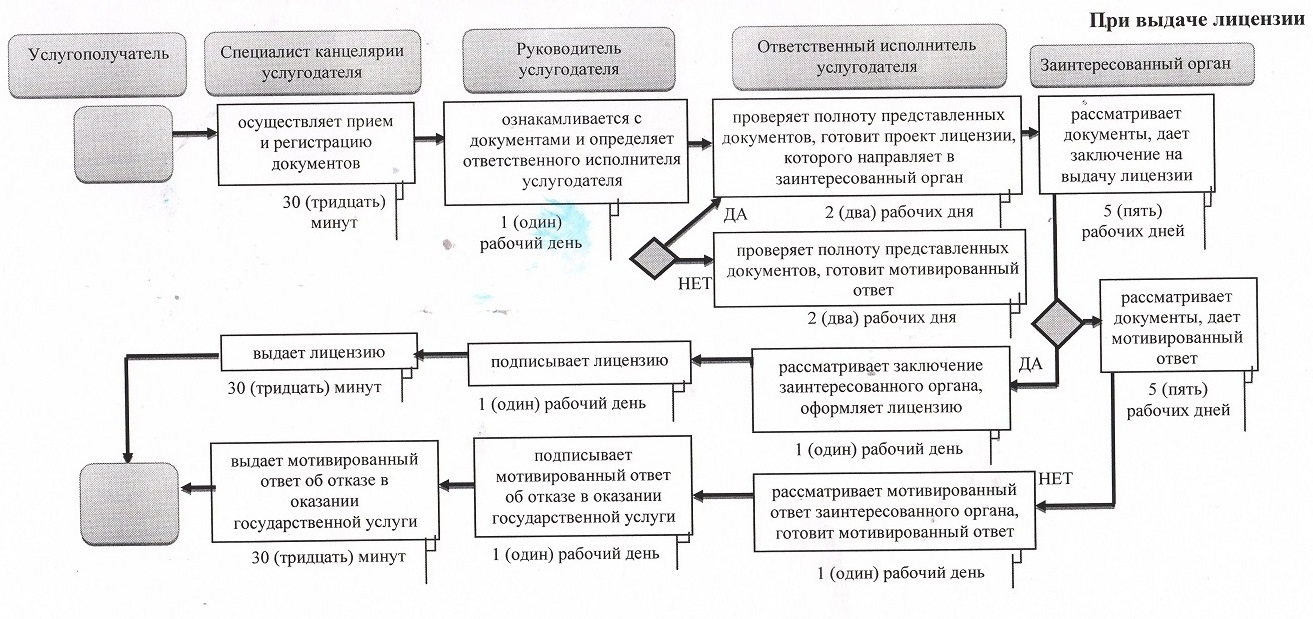 При выдаче лицензии
Услугополучатель
Специалист канцелярии
услугодателя
Руководитель
услугодателя
Ответственный исполнитель
услугодателя
Заинтересованный орган
осуществляет прием
и регистрацию
документов
30 (тридцать)
минут
ознакамливается с
документами и определяет
ответственного исполнителя
услугодателя
1 (один)
рабочий день
проверяет полноту представленных
документов, готовит проект лицензии,
которого направляет в
заинтересованный орган
ДА
2 (два) рабочих дня
рассматривает
документы, дает
заключение на
выдачу лицензии
5 (пять)
рабочих дней
НЕТ
проверяет полноту представленных
документов, готовит мотивированный
ответ
2 (два) рабочих дня
рассматривает
документы, дает
мотивированный
ответ
5 (пять)
рабочих дней
выдает лицензию
30 (тридцать) минут
подписывает лицензию
1 (один) рабочий день
рассматривает заключение
заинтересованного органа,
оформляет лицензию
ДА
1 (один) рабочий день
выдает мотивированный
ответ об отказе в
оказании
государственной услуги
30 (тридцать) минут
подписывает
мотивированный ответ
об отказе в оказании
государственной услуги
1 (один) рабочий день
рассматривает мотивированный
ответ заинтересованного органа,
готовит мотивированный ответ
НЕТ
1 (один) рабочий день